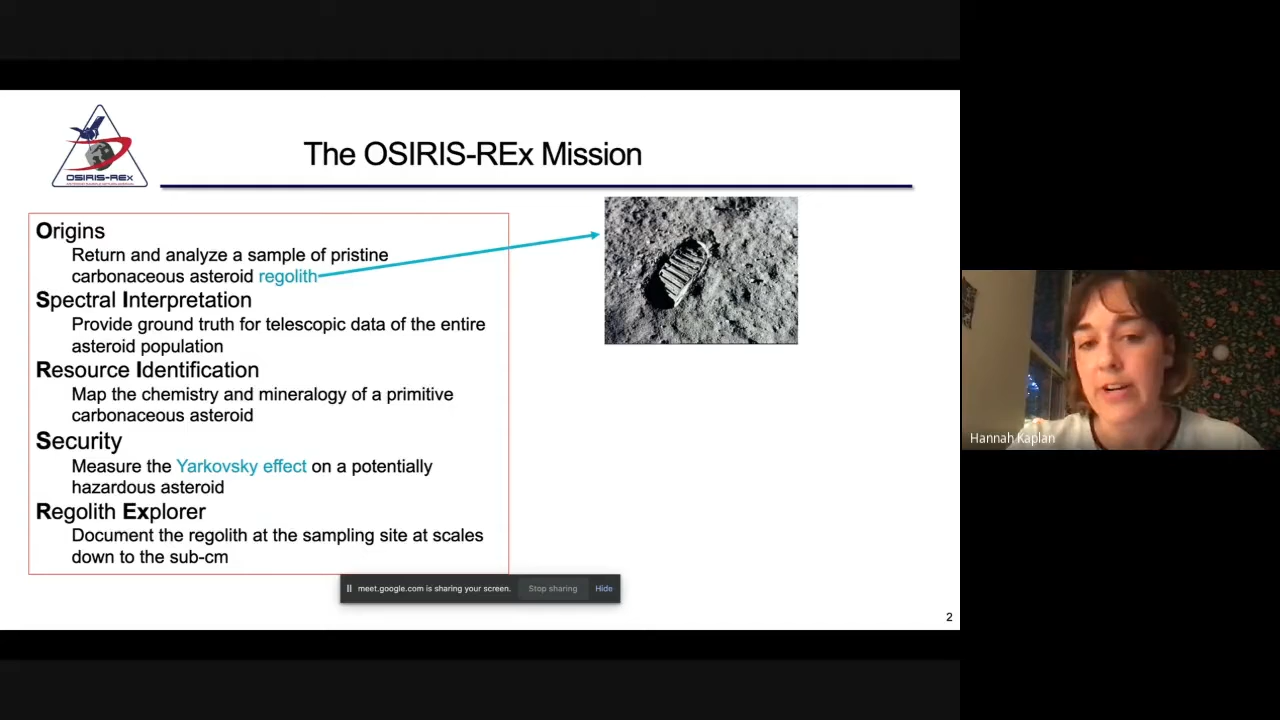 The OSIRIS-REx Mission
OSIRIS-REx
Origins
Return and analyze a sample of pristine
carbonaceous asteroid regolith
Spectral Interpretation
Provide ground truth for telescopic data of the entire
asteroid population
Resource Identification
Map the chemistry and mineralogy of a primitive
carbonaceous asteroid
Security
Measure the Yarkovsky effect on a potentially
hazardous asteroid
Regolith Explorer
Document the regolith at the sampling site at scales
down to the sub-cm
meet.google.com is sharing your screen. Stop sharing Hide
2
Hannah Kaplan